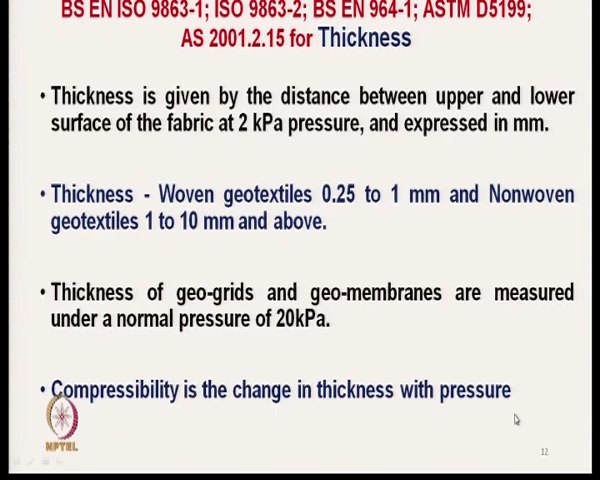 BS EN ISO 9863-1; ISO 9863-2; BS EN 964-1; ASTM D5199;
AS 2001.2.15 for Thickness
• Thickness is given by the distance between upper and lower
surface of the fabric at 2 kPa pressure, and expressed in mm.
• Thickness - Woven geotextiles 0.25 to 1 mm and Nonwoven
geotextiles 1 to 10 mm and above.
• Thickness of geo-grids and geo-membranes are measured
under a normal pressure of 20kPa.
• Compressibility is the change in thickness with pressure
NPTEL
12